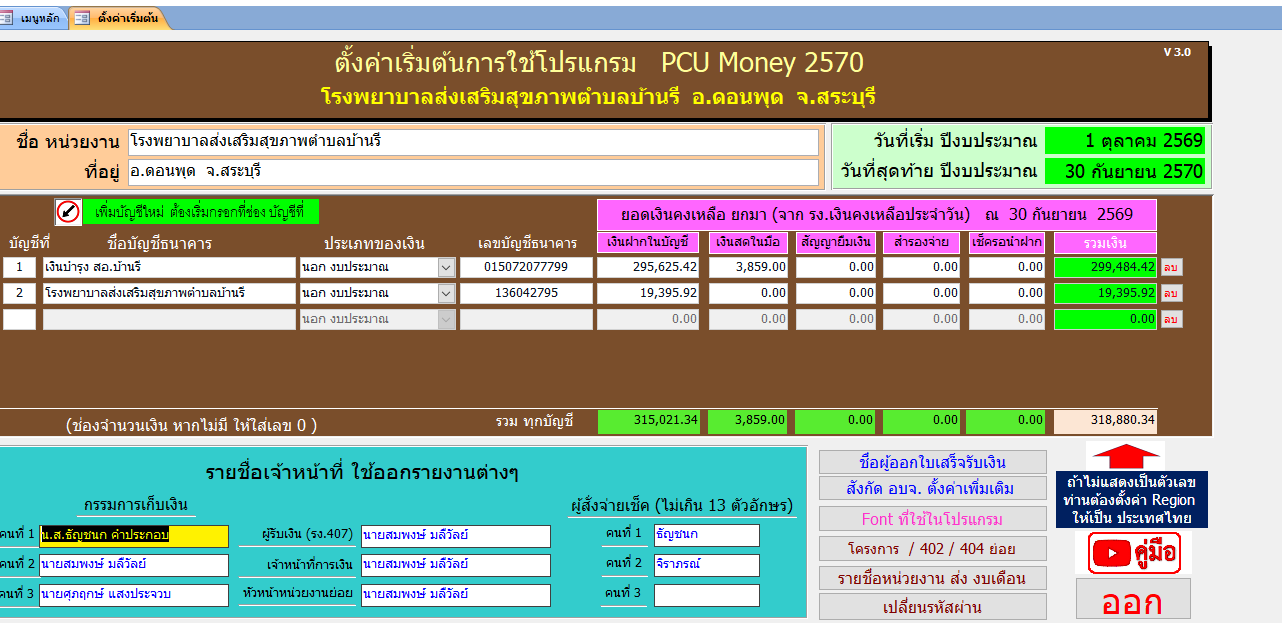 เมนูหลัก ตั้งค่าเริ่มต้น
ตั้งค่าเริ่มต้นการใช้โปรแกรม PCU Money 2570 V 3.0
โรงพยาบาลส่งเสริมสุขภาพตำบลบ้านรี อ.ดอนพุด จ.สระบุรี
ชื่อ หน่วยงาน โรงพยาบาลส่งเสริมสุขภาพตำบลบ้านรี วันที่เริ่ม ปีงบประมาณ 1 ตุลาคม 2569
ที่อยู่ อ.ดอนพุด จ.สระบุรี วันที่สุดท้าย ปีงบประมาณ 30 กันยายน 2570
เพิ่มบัญชีใหม่ ต้องเริ่มกรอกที่ช่อง บัญชีที่ ยอดเงินคงเหลือ ยกมา (จาก รง.เงินคงเหลือประจำวัน) ณ 30 กันยายน 2569
บัญชีที่ ชื่อบัญชีธนาคาร ประเภทของเงิน เลขบัญชีธนาคาร เงินฝากในบัญชี เงินสดในมือ สัญญายืมเงิน สำรองจ่าย เช็ครอนำฝาก รวมเงิน
1 เงินบำรุง สอ.บ้านรี นอก งบประมาณ 015072077799 295,625.42 3,859.00 0.00 0.00 0.00 299,484.42 ลบ
2 โรงพยาบาลส่งเสริมสุขภาพตำบลบ้านรี นอก งบประมาณ 136042795 19,395.92 0.00 0.00 0.00 0.00 19,395.92 ลบ
นอก งบประมาณ 0.00 0.00 0.00 0.00 0.00 0.00 ลบ
(ช่องจำนวนเงิน หากไม่มี ให้ใส่เลข 0 ) รวม ทุกบัญชี 315,021.34 3,859.00 0.00 0.00 0.00 318,880.34
รายชื่อเจ้าหน้าที่ ใช้ออกรายงานต่างๆ
กรรมการเก็บเงิน ผู้สั่งจ่ายเช็ค (ไม่เกิน 13 ตัวอักษร)
คนที่ 1 น.ส.ธัญชนก คำประกอบ ผู้รับเงิน (รง.407) นายสมพงษ์ มลีวัลย์ คนที่ 1 ธัญชนก
คนที่ 2 นายสมพงษ์ มลีวัลย์ เจ้าหน้าที่การเงิน นายสมพงษ์ มลีวัลย์ คนที่ 2 จิราภรณ์
คนที่ 3 นายศุภฤกษ์ แสงประจวบ หัวหน้าหน่วยงานย่อย นายสมพงษ์ มลีวัลย์ คนที่ 3
ชื่อผู้ออกใบเสร็จรับเงิน
สังกัด อบจ. ตั้งค่าเพิ่มเติม
Font ที่ใช้ในโปรแกรม
โครงการ / 402 / 404 ย่อย
รายชื่อหน่วยงาน ส่ง งบเดือน
เปลี่ยนรหัสผ่าน
ถ้าไม่แสดงเป็นตัวเลข
ท่านต้องตั้งค่า Region
ให้เป็น ประเทศไทย
คู่มือ
ออก